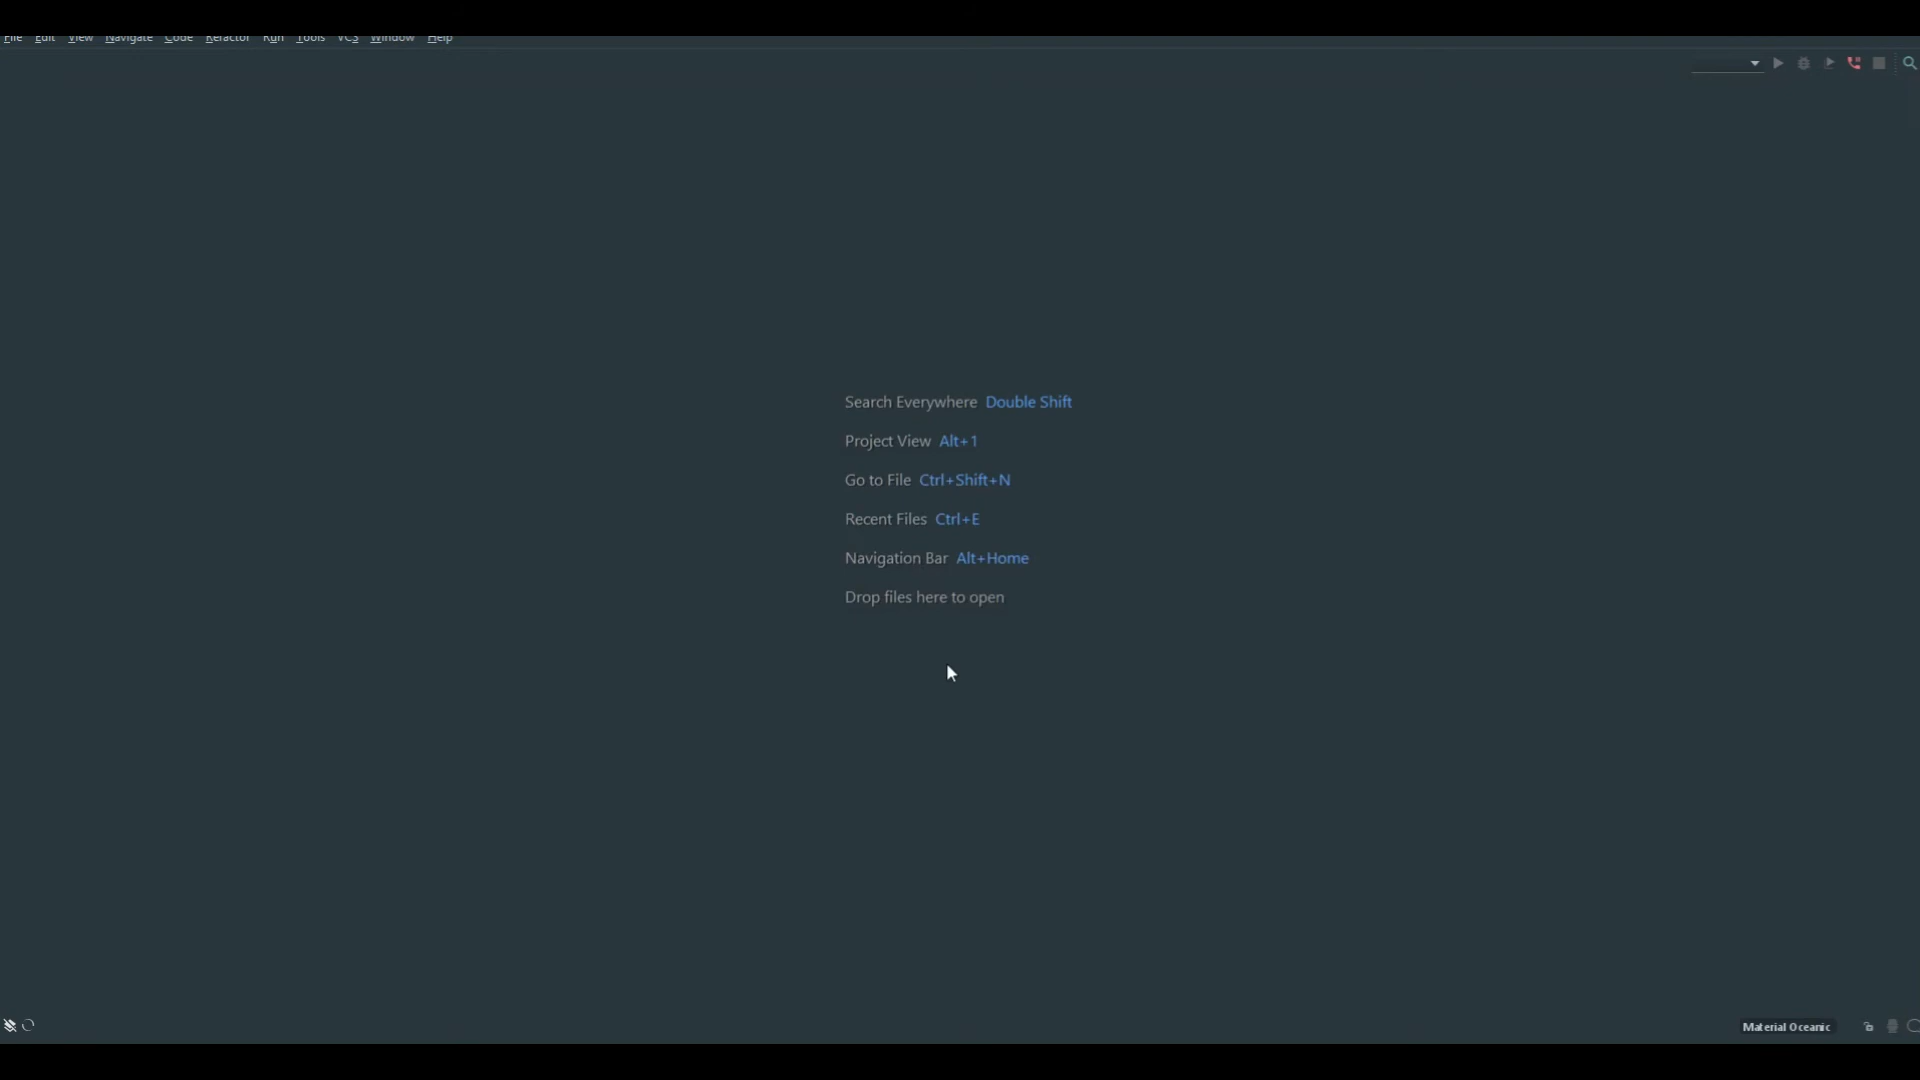 File Edit View Navigate Code Refactor Run Tools VCS Window Help
Search Everywhere Double Shift
Project View Alt+1
Go to File Ctrl+Shift+N
Recent Files Ctrl+E
Navigation Bar Alt+Home
Drop files here to open
Material Oceanic